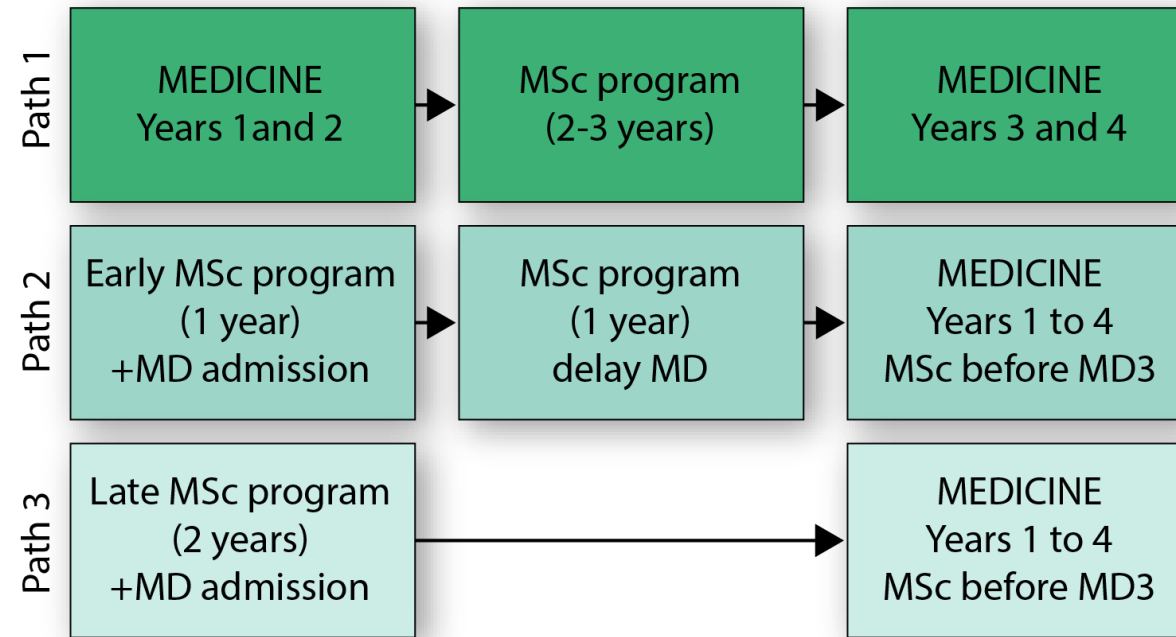 Path 1
MEDICINE
Years 1and 2
MSc program
(2-3 years)
MEDICINE
Years 3 and 4
Path 2
Early MSc program
(1 year)
+MD admission
MSc program
(1 year)
delay MD
MEDICINE
Years 1 to 4
MSc before MD3
Path 3
Late MSc program
(2 years)
+MD admission
MEDICINE
Years 1 to 4
MSc before MD3